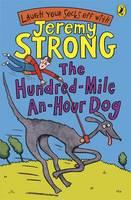 LAUGH YOUR SOCKS OFF WITH
JEREMY
STRONG
The
Hundred-Mile
-An-Hour Dog